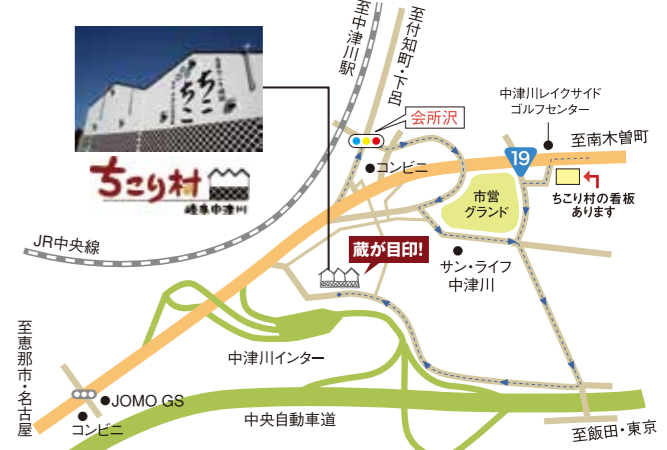 至中津川駅
至付知町・下呂
ちこ
ちこ
会所沢
中津川レイクサイド
ゴルフセンター
至南木曽町
19
コンビニ
ちこり村
岐阜中津川
市営
グランド
ちこり村の看板
あります
JR中央線
蔵が目印!
サン・ライフ
中津川
至恵那市・名古屋
中津川インター
JOMO GS
コンビニ
中央自動車道
至飯田・東京